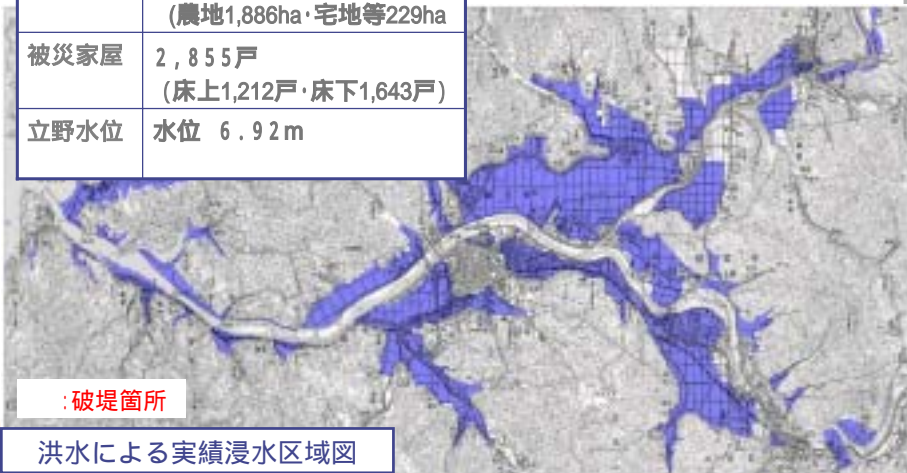 (農地1,886ha･宅地等229ha
被災家屋
2,855戸
(床上1,212戸･床下1,643戸)
立野水位
水位 6.92m
:破堤箇所
洪水による実績浸水区域図